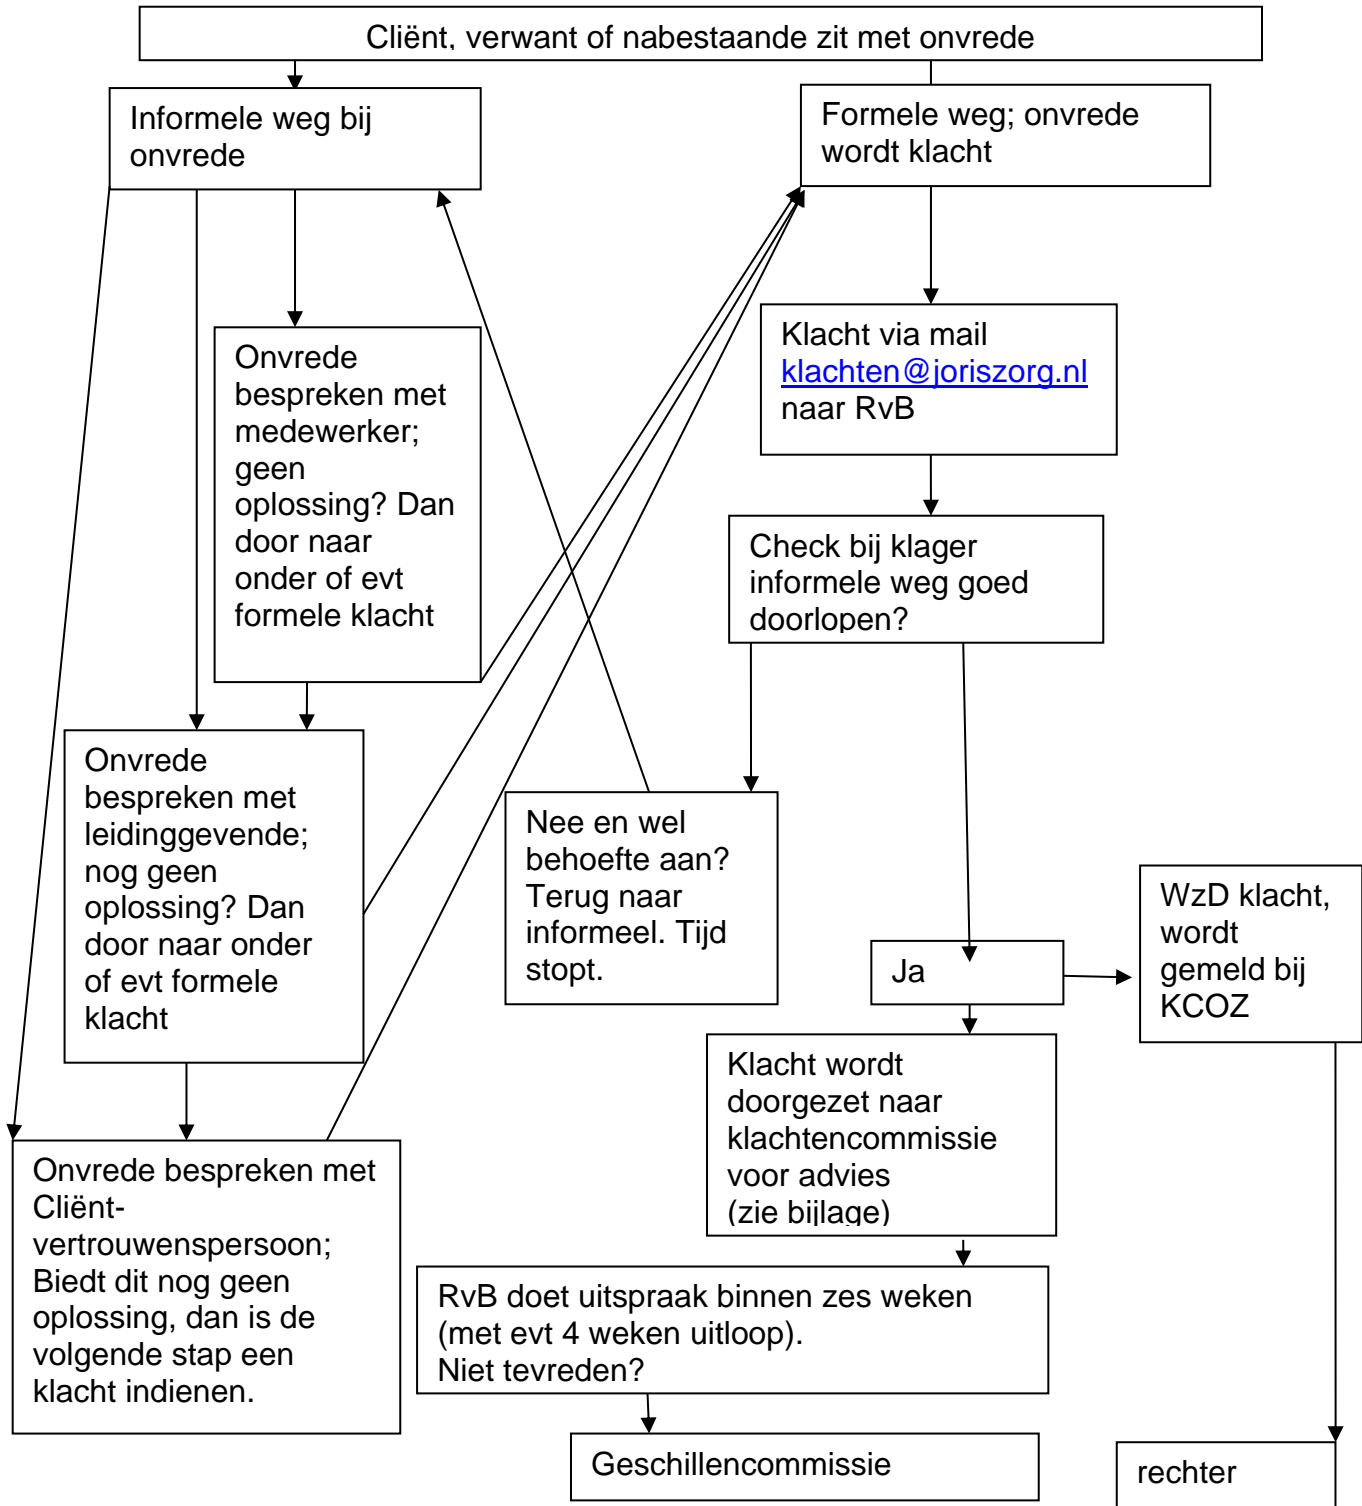 Cliënt, verwant of nabestaande zit met onvrede
Informele weg bij
onvrede
Formele weg; onvrede
wordt klacht
Onvrede
bespreken met
medewerker;
geen
oplossing? Dan
door naar
onder of evt
formele klacht
Klacht via mail
klachten@joriszorg.nl
naar RvB
Check bij klager
informele weg goed
doorlopen?
Onvrede
bespreken met
leidinggevende;
nog geen
oplossing? Dan
door naar onder
of evt formele
klacht
Nee en wel
behoefte aan?
Terug naar
informeel. Tijd
stopt.
Ja
WzD klacht,
wordt
gemeld bij
KCOZ
Klacht wordt
doorgezet naar
klachtencommissie
voor advies
(zie bijlage)
Onvrede bespreken met
Cliënt-
vertrouwenspersoon;
Biedt dit nog geen
oplossing, dan is de
volgende stap een
klacht indienen.
RvB doet uitspraak binnen zes weken
(met evt 4 weken uitloop).
Niet tevreden?
Geschillencommissie
rechter